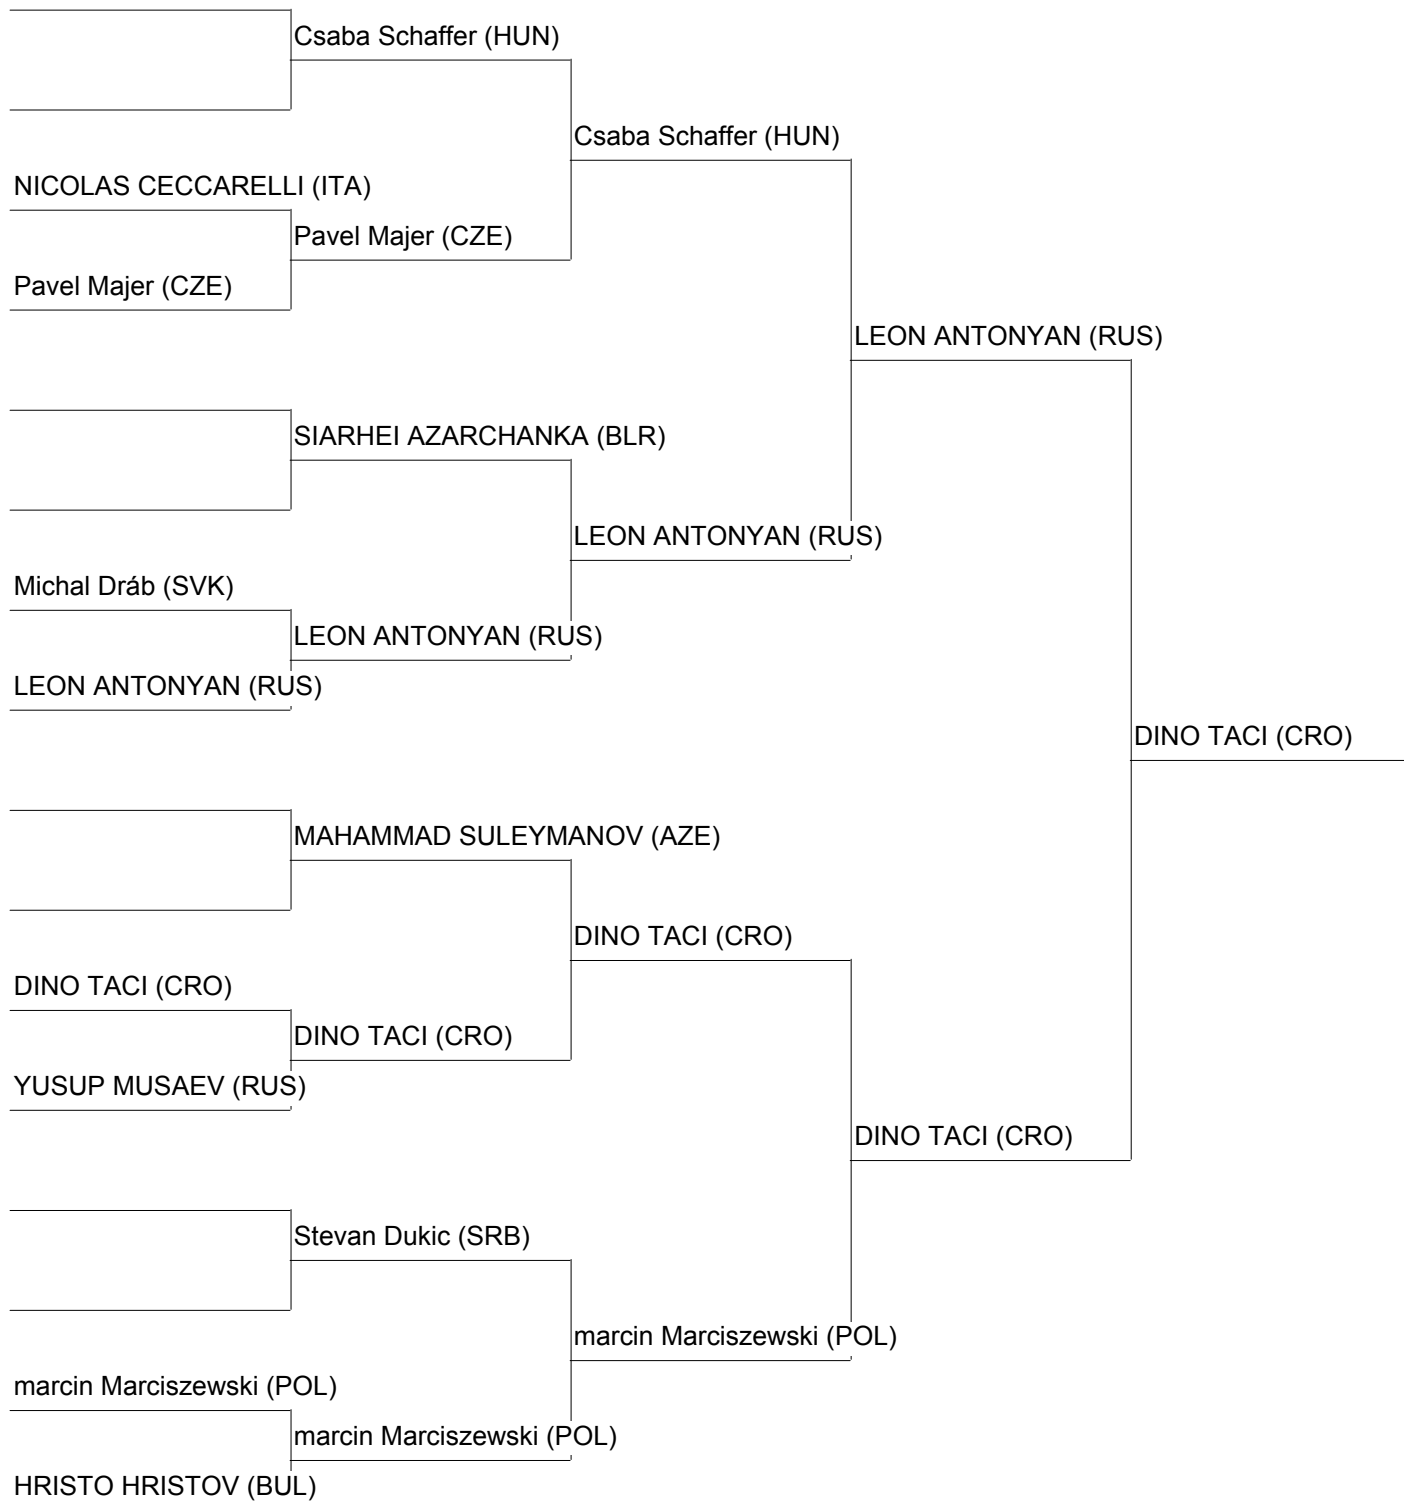 Csaba Schaffer (HUN)
Csaba Schaffer (HUN)
NICOLAS CECCARELLI (ITA)
Pavel Majer (CZE)
Pavel Majer (CZE)
LEON ANTONYAN (RUS)
SIARHEI AZARCHANKA (BLR)
LEON ANTONYAN (RUS)
Michal Dráb (SVK)
LEON ANTONYAN (RUS)
LEON ANTONYAN (RUS)
DINO TACI (CRO)
MAHAMMAD SULEYMANOV (AZE)
DINO TACI (CRO)
DINO TACI (CRO)
DINO TACI (CRO)
YUSUP MUSAEV (RUS)
DINO TACI (CRO)
Stevan Dukic (SRB)
marcin Marciszewski (POL)
marcin Marciszewski (POL)
marcin Marciszewski (POL)
HRISTO HRISTOV (BUL)